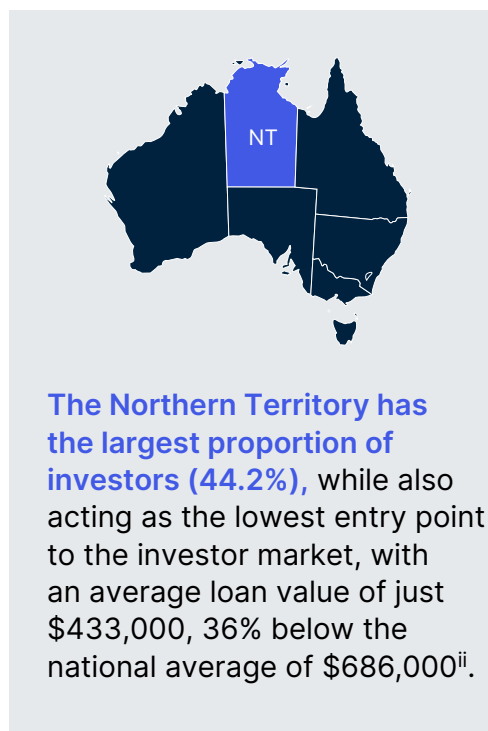 NT
The Northern Territory has
the largest proportion of
investors (44.2%), while also
acting as the lowest entry point
to the investor market, with
an average loan value of just
$433,000, 36% below the
national average of $686,000ⁱⁱ.